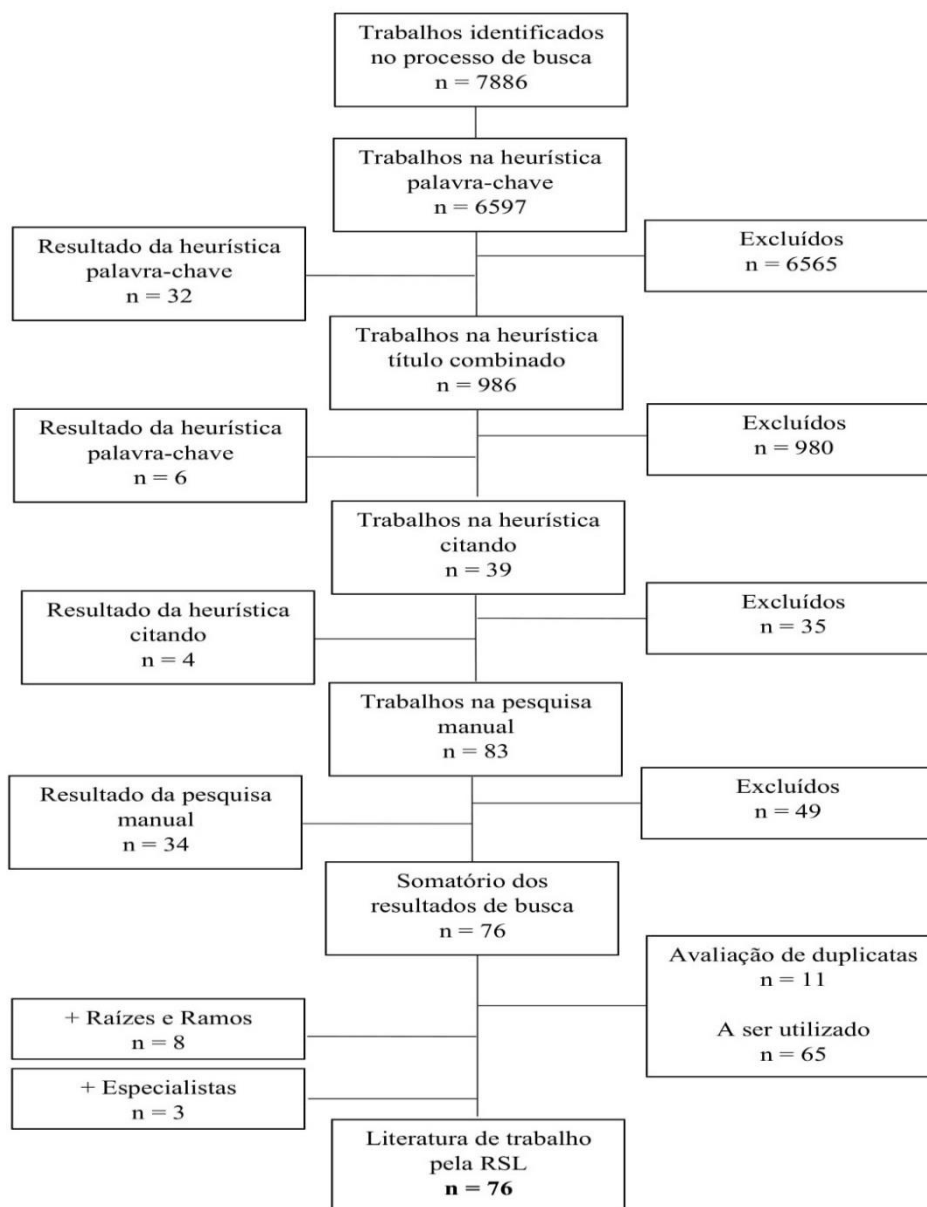 Trabalhos identificados
no processo de busca
n = 7886
Trabalhos na heurística
palavra-chave
n = 6597
Resultado da heurística
palavra-chave
n = 32
Excluídos
n = 6565
Trabalhos na heurística
título combinado
n = 986
Resultado da heurística
palavra-chave
n = 6
Excluídos
n = 980
Trabalhos na heurística
citando
n = 39
Resultado da heurística
citando
n = 4
Excluídos
n = 35
Trabalhos na pesquisa
manual
n = 83
Resultado da pesquisa
manual
n = 34
Excluídos
n = 49
Somatório dos
resultados de busca
n = 76
Avaliação de duplicatas
n = 11
A ser utilizado
n = 65
+ Raízes e Ramos
n = 8
+ Especialistas
n = 3
Literatura de trabalho
pela RSL
n = 76